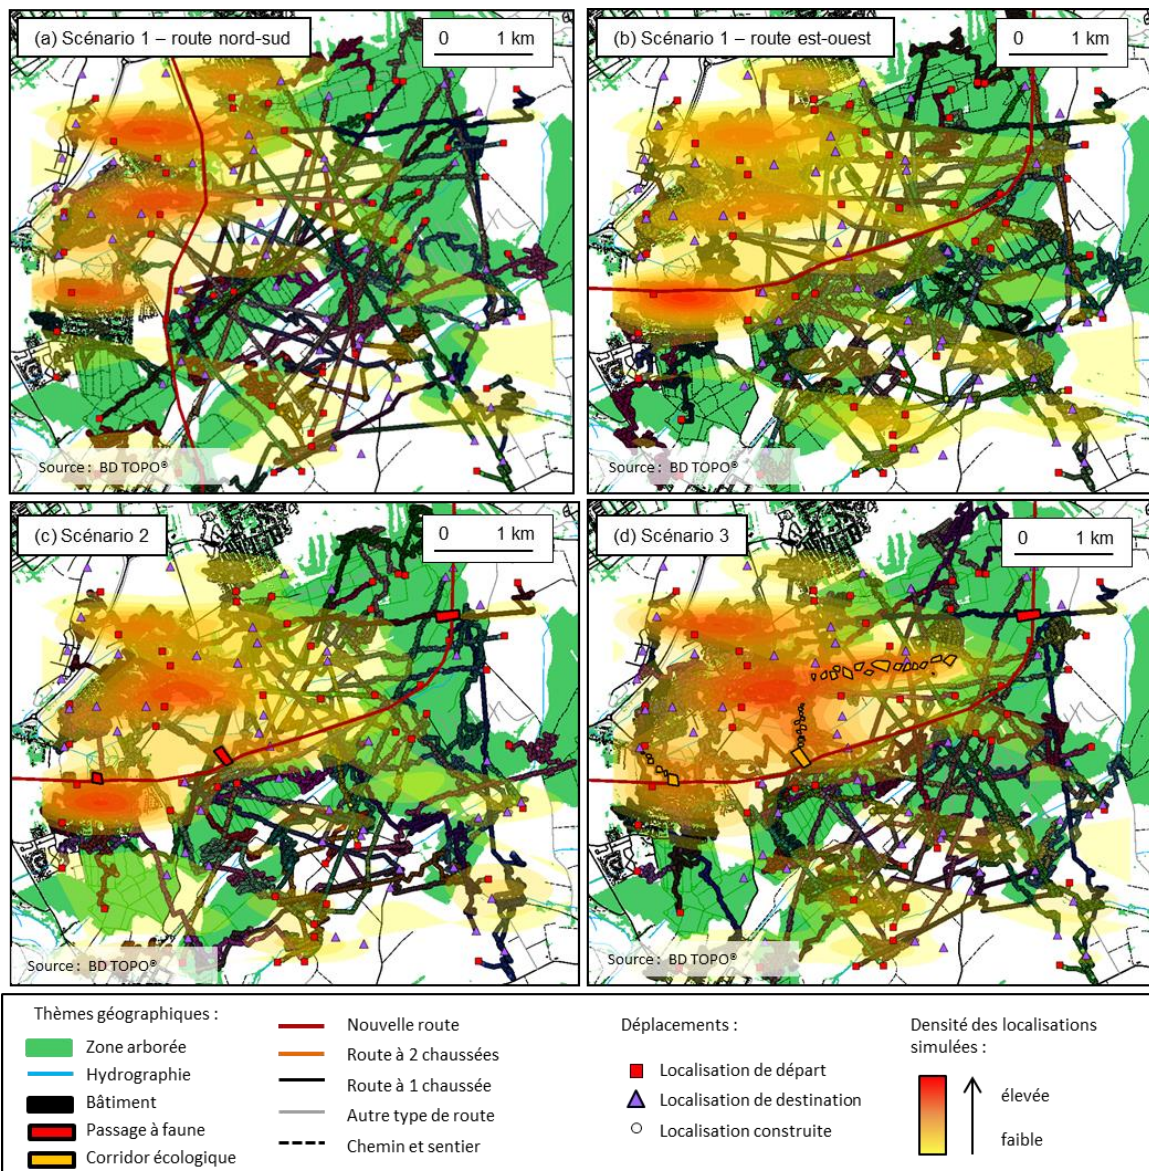 (a) Scénario 1 – route nord-sud
0 1 km
Source : BD TOPO®
(b) Scénario 1 – route est-ouest
0 1 km
Source : BD TOPO®
(c) Scénario 2
0 1 km
Source : BD TOPO®
(d) Scénario 3
0 1 km
Source : BD TOPO®
Thèmes géographiques :
Zone arborée
Hydrographie
Bâtiment
Passage à faune
Corridor écologique
Nouvelle route
Route à 2 chaussées
Route à 1 chaussée
Autre type de route
Chemin et sentier
Déplacements :
Localisation de départ
Localisation de destination
Localisation construite
Densité des localisations
simulées :
élevée
faible